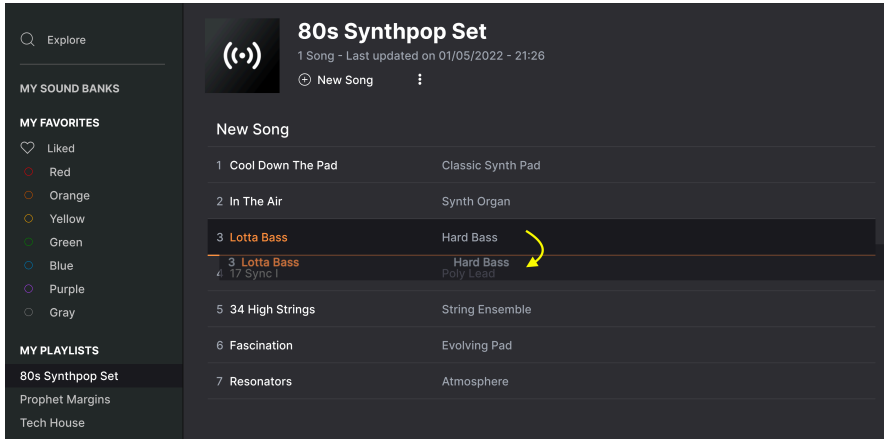 Explore
MY SOUND BANKS
MY FAVORITES
Liked
Red
Orange
Yellow
Green
Blue
Purple
Gray
MY PLAYLISTS
80s Synthpop Set
Prophet Margins
Tech House
80s Synthpop Set
1 Song - Last updated on 01/05/2022 - 21:26
New Song
New Song
1 Cool Down The Pad Classic Synth Pad
2 In The Air Synth Organ
3 Lotta Bass Hard Bass
3 Lotta Bass Hard Bass
4 17 Sync I Poly Lead
5 34 High Strings String Ensemble
6 Fascination Evolving Pad
7 Resonators Atmosphere